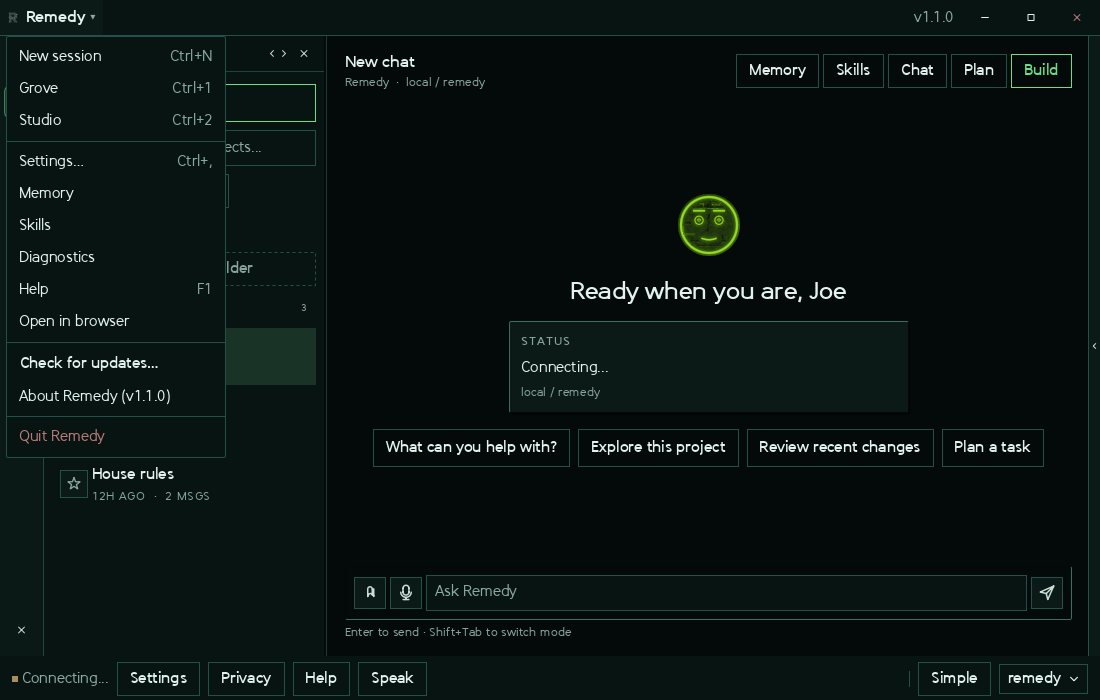 Remedy
v1.1.0
New session Ctrl+N
Grove Ctrl+1
Studio Ctrl+2
Settings... Ctrl+,
Memory
Skills
Diagnostics
Help F1
Open in browser
Check for updates...
About Remedy (v1.1.0)
Quit Remedy
ects...
lder
3
House rules
12H AGO · 2 MSGS
New chat
Remedy · local / remedy
Memory Skills Chat Plan Build
Ready when you are, Joe
STATUS
Connecting...
local / remedy
What can you help with? Explore this project Review recent changes Plan a task
Ask Remedy
Enter to send · Shift+Tab to switch mode
Connecting... Settings Privacy Help Speak Simple remedy